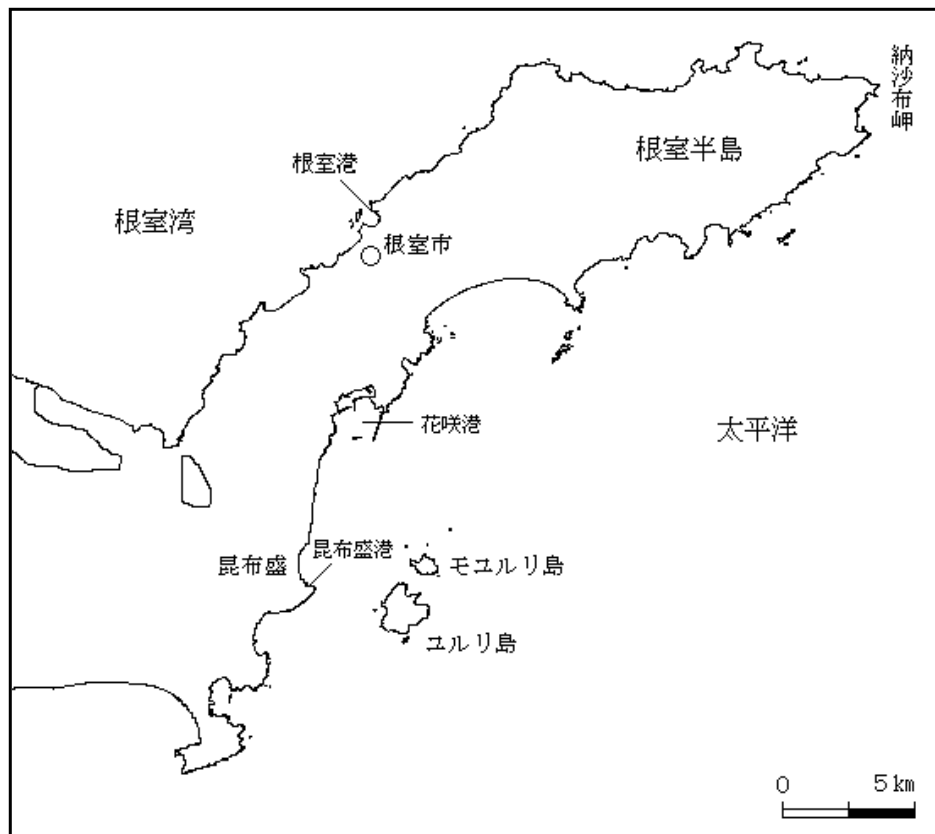 納沙布岬
根室半島
根室港
根室湾
根室市
花咲港
太平洋
昆布盛港
昆布盛
モユルリ島
ユルリ島
0 5km